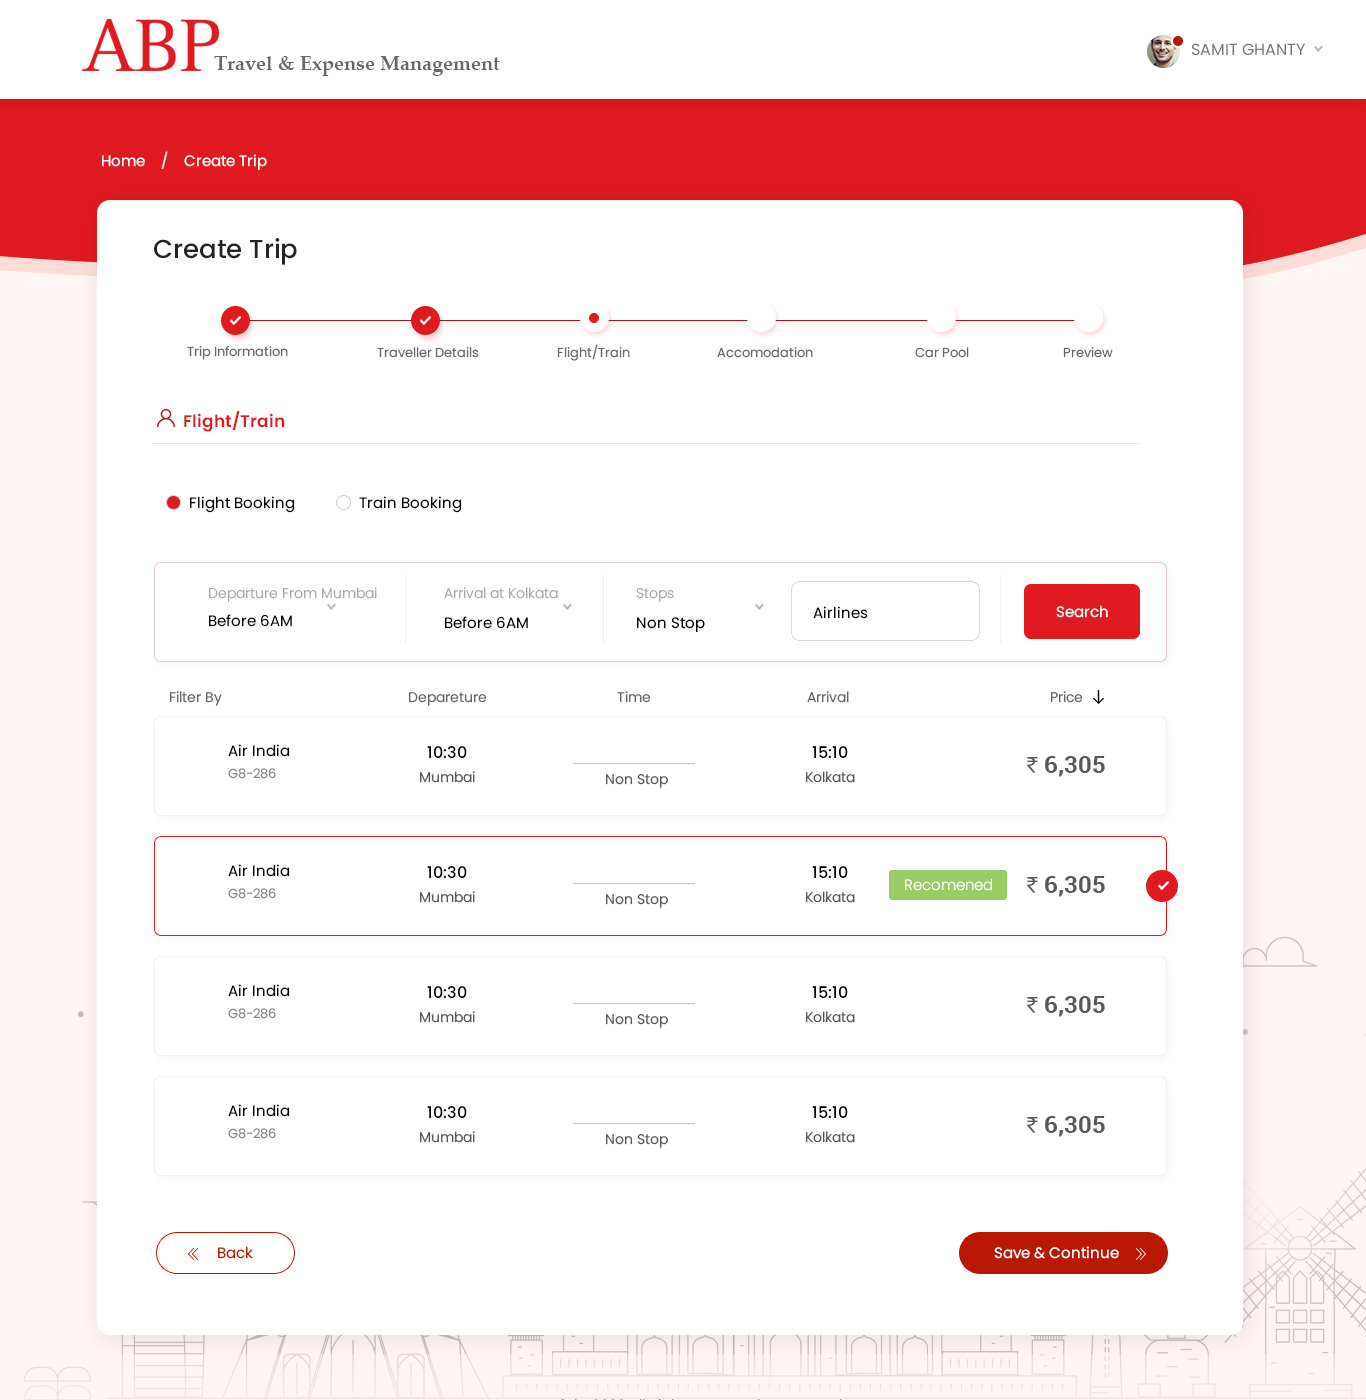 ABP Travel & Expense Management
SAMIT GHANTY
Home / Create Trip
Create Trip
Trip Information
Traveller Details
Flight/Train
Accomodation
Car Pool
Preview
Flight/Train
Flight Booking
Train Booking
Departure From Mumbai
Before 6AM
Arrival at Kolkata
Before 6AM
Stops
Non Stop
Airlines
Search
Filter By
Depareture
Time
Arrival
Price
Air India
G8-286
10:30
Mumbai
Non Stop
15:10
Kolkata
₹ 6,305
Air India
G8-286
10:30
Mumbai
Non Stop
15:10
Kolkata
Recomened
₹ 6,305
Air India
G8-286
10:30
Mumbai
Non Stop
15:10
Kolkata
₹ 6,305
Air India
G8-286
10:30
Mumbai
Non Stop
15:10
Kolkata
₹ 6,305
Back
Save & Continue